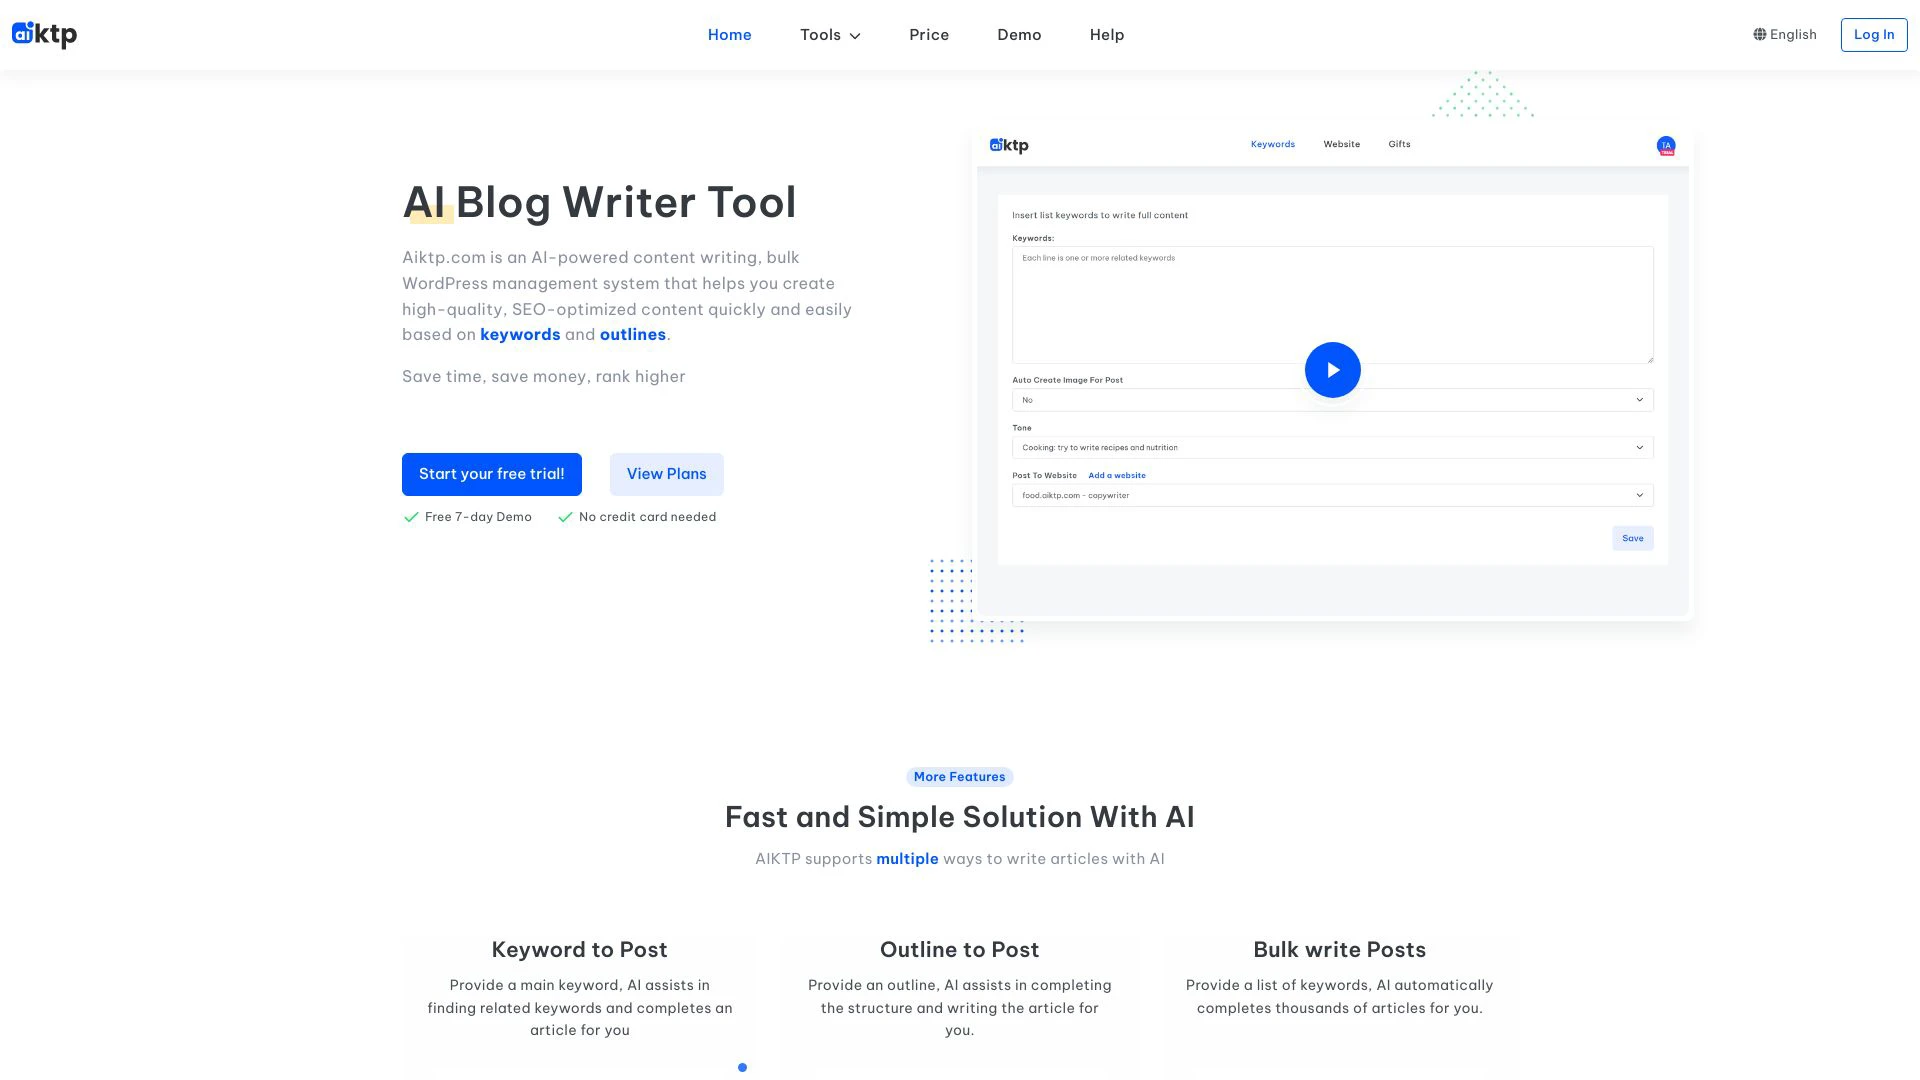 aiktp
Home
Tools
Price
Demo
Help
English
Log In
AI Blog Writer Tool
Aiktp.com is an AI-powered content writing, bulk
WordPress management system that helps you create
high-quality, SEO-optimized content quickly and easily
based on keywords and outlines.
Save time, save money, rank higher
Start your free trial!
View Plans
Free 7-day Demo
No credit card needed
aiktp
Keywords
Website
Gifts
TA
TRIAL
Insert list keywords to write full content
Keywords:
Each line is one or more related keywords
Auto Create Image For Post
No
Tone
Cooking: try to write recipes and nutrition
Post To Website Add a website
food.aiktp.com - copywriter
Save
More Features
Fast and Simple Solution With AI
AIKTP supports multiple ways to write articles with AI
Keyword to Post
Provide a main keyword, AI assists in
finding related keywords and completes an
article for you
Outline to Post
Provide an outline, AI assists in completing
the structure and writing the article for
you.
Bulk write Posts
Provide a list of keywords, AI automatically
completes thousands of articles for you.